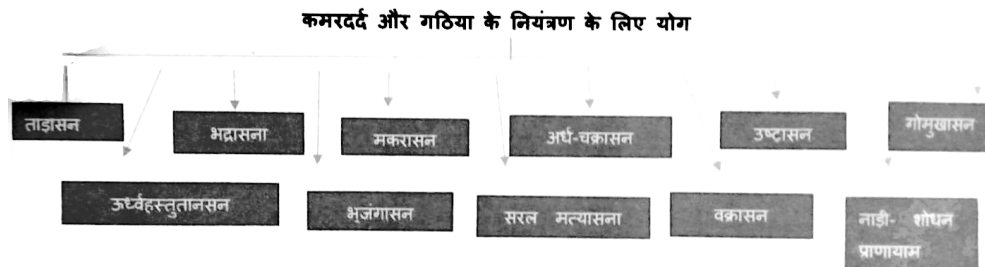 कमरदर्द और गठिया के नियंत्रण के लिए योग
ताड़ासन
भद्रासना
मकरासन
अर्ध-चक्रासन
उष्ट्रासन
गोमुखासन
ऊर्ध्वहस्तुतानसन
भुजंगासन
सरल मत्यासना
वक्रासन
नाड़ी- शोधन
प्राणायाम